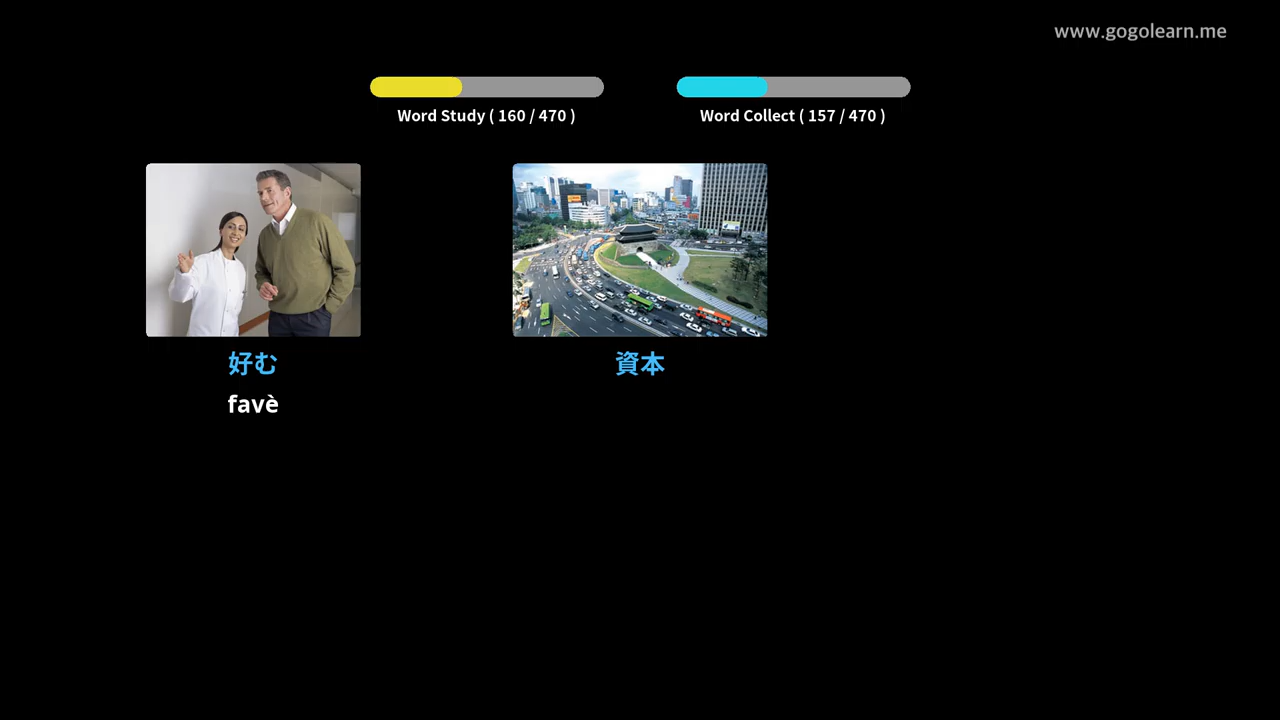 www.gogolearn.me
Word Study ( 160 / 470 )
Word Collect ( 157 / 470 )
好む
favè
資本